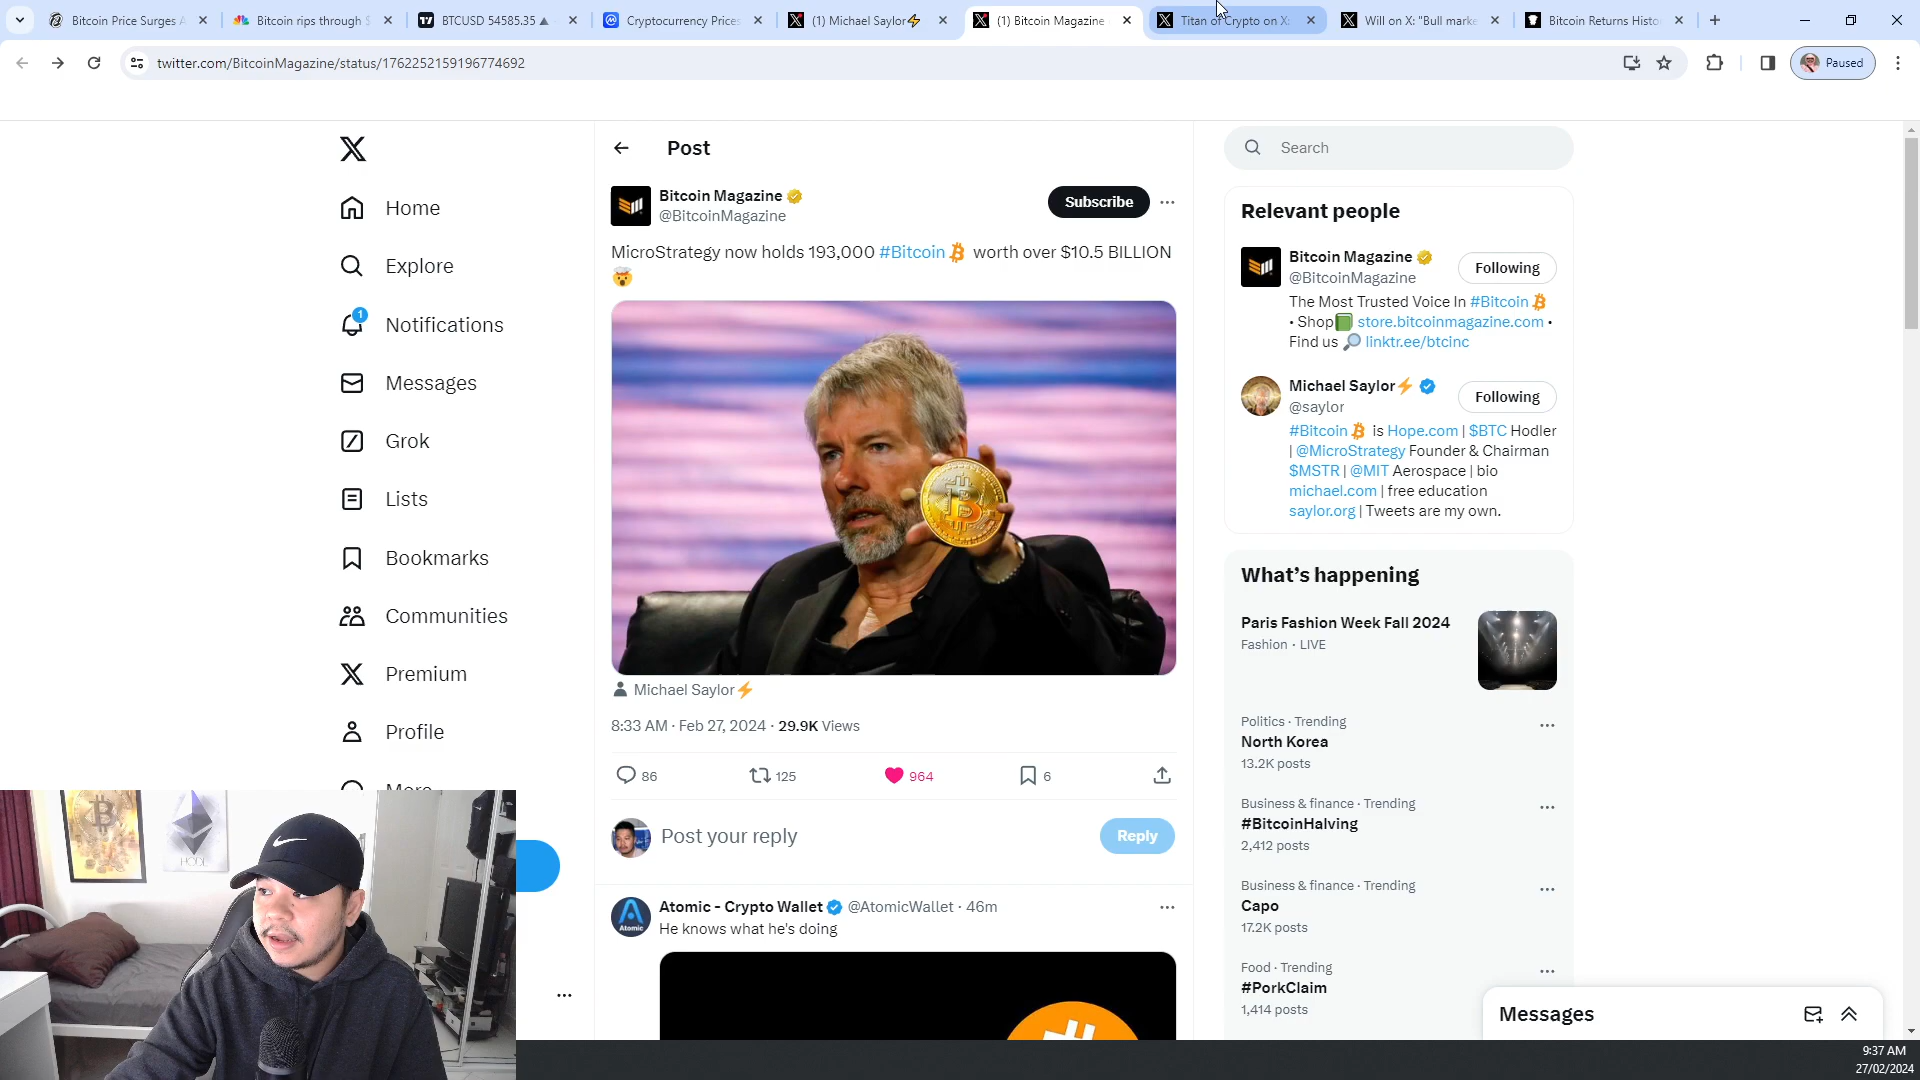 Bitcoin Price Surges A
Bitcoin rips through $
BTCUSD 54585.35 ▲
Cryptocurrency Prices
(1) Michael Saylor⚡
(1) Bitcoin Magazine
Titan of Crypto on X:
Will on X: "Bull marke
Bitcoin Returns Histo
twitter.com/BitcoinMagazine/status/1762252159196774692
Paused
Home
Explore
1
Notifications
Messages
Grok
Lists
Bookmarks
Communities
Premium
Profile
More
Post
Bitcoin Magazine
@BitcoinMagazine
Subscribe
MicroStrategy now holds 193,000 #Bitcoin worth over $10.5 BILLION
🤯
Michael Saylor⚡
8:33 AM · Feb 27, 2024 · 29.9K Views
86
125
964
6
Post your reply
Reply
Atomic - Crypto Wallet @AtomicWallet · 46m
He knows what he's doing
Atomic
Search
Relevant people
Bitcoin Magazine
@BitcoinMagazine
Following
The Most Trusted Voice In #Bitcoin
• Shop📗 store.bitcoinmagazine.com •
Find us 🔎 linktr.ee/btcinc
Michael Saylor⚡
@saylor
Following
#Bitcoin is Hope.com | $BTC Hodler
| @MicroStrategy Founder & Chairman
$MSTR | @MIT Aerospace | bio
michael.com | free education
saylor.org | Tweets are my own.
What's happening
Paris Fashion Week Fall 2024
Fashion · LIVE
Politics · Trending
North Korea
13.2K posts
Business & finance · Trending
#BitcoinHalving
2,412 posts
Business & finance · Trending
Capo
17.2K posts
Food · Trending
#PorkClaim
1,414 posts
Messages
HODL
9:37 AM
27/02/2024